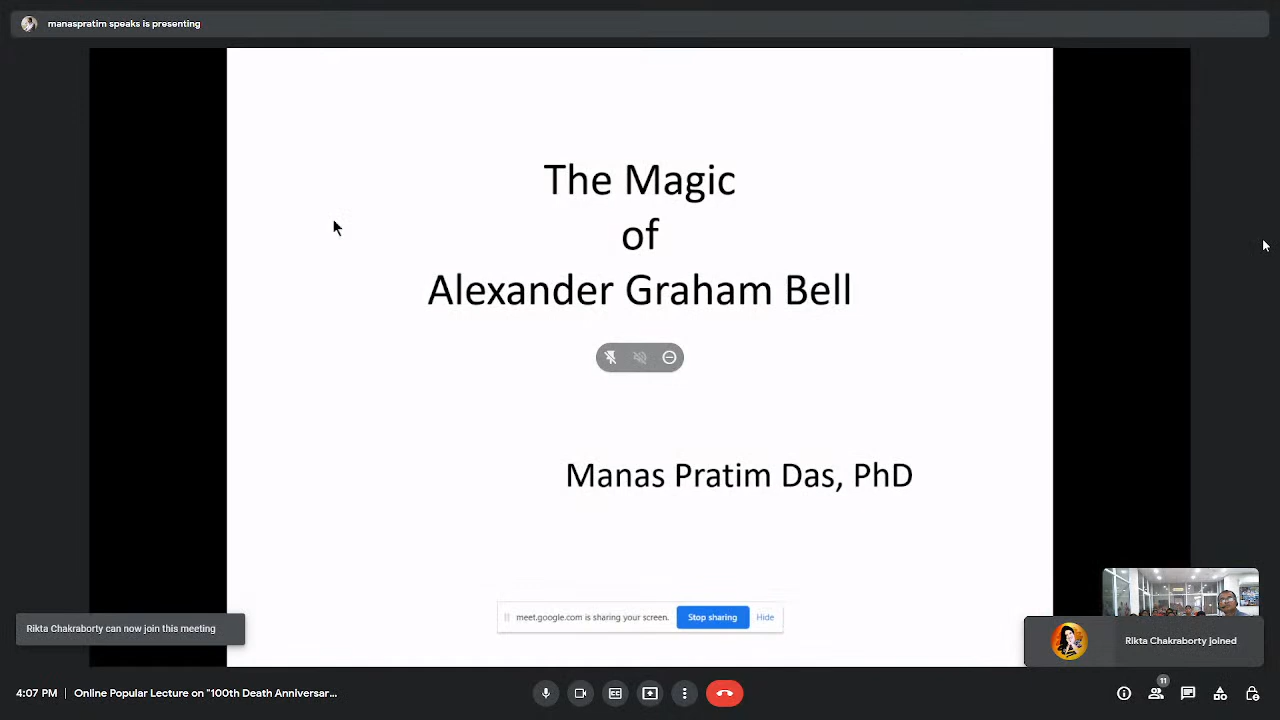 manaspratim speaks is presenting
The Magic
of
Alexander Graham Bell
Manas Pratim Das, PhD
meet.google.com is sharing your screen. Stop sharing Hide
Rikta Chakraborty can now join this meeting
Rikta Chakraborty joined
4:07 PM | Online Popular Lecture on "100th Death Anniversar...
11